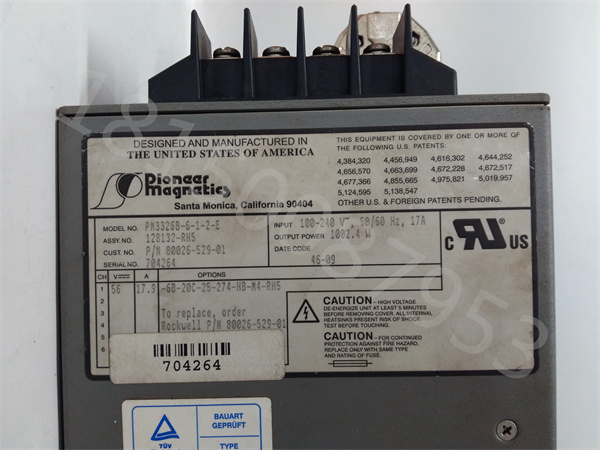 DESIGNED AND MANUFACTURED IN
THE UNITED STATES OF AMERICA
Pioneer
Magnetics
Santa Monica, California 90404
THIS EQUIPMENT IS COVERED BY ONE OR MORE
OF THE FOLLOWING U.S. PATENTS:
4,384,320 4,456,949 4,616,302 4,644,252
4,656,570 4,663,699 4,672,228 4,672,517
4,677,366 4,855,665 4,975,821 5,019,957
5,124,595 5,138,547
OTHER U.S. & FOREIGN PATENTS PENDING.
MODEL NO. PM3326B-6-1-2-E
ASSY. NO. 128132-RH5
CUST. NO. P/N 80026-529-01
SERIAL NO. 704264
INPUT 100-240 V~, 50/60 Hz, 17A
OUTPUT POWER 1002.4 W
DATE CODE
46-09
c UR US
CH V A OPTIONS
1 56 17.9 -6B-20C-25-274-HB-M4-RH5
2
3 To replace, order
4 Rockwell P/N 80026-529-01
5
6
704264
CAUTION - HIGH VOLTAGE
DE-ENERGIZE UNIT AT LEAST 5 MINUTES
BEFORE REMOVING COVER. ALL INTERNAL
HEATSINKS PRESENT RISK OF SHOCK.
TEST BEFORE TOUCHING
CAUTION - FOR CONTINUED
PROTECTION AGAINST FIRE HAZARD,
REPLACE ONLY WITH SAME TYPE
AND RATING OF FUSE.
TÜV
BAUART
GEPRÜFT
TYPE